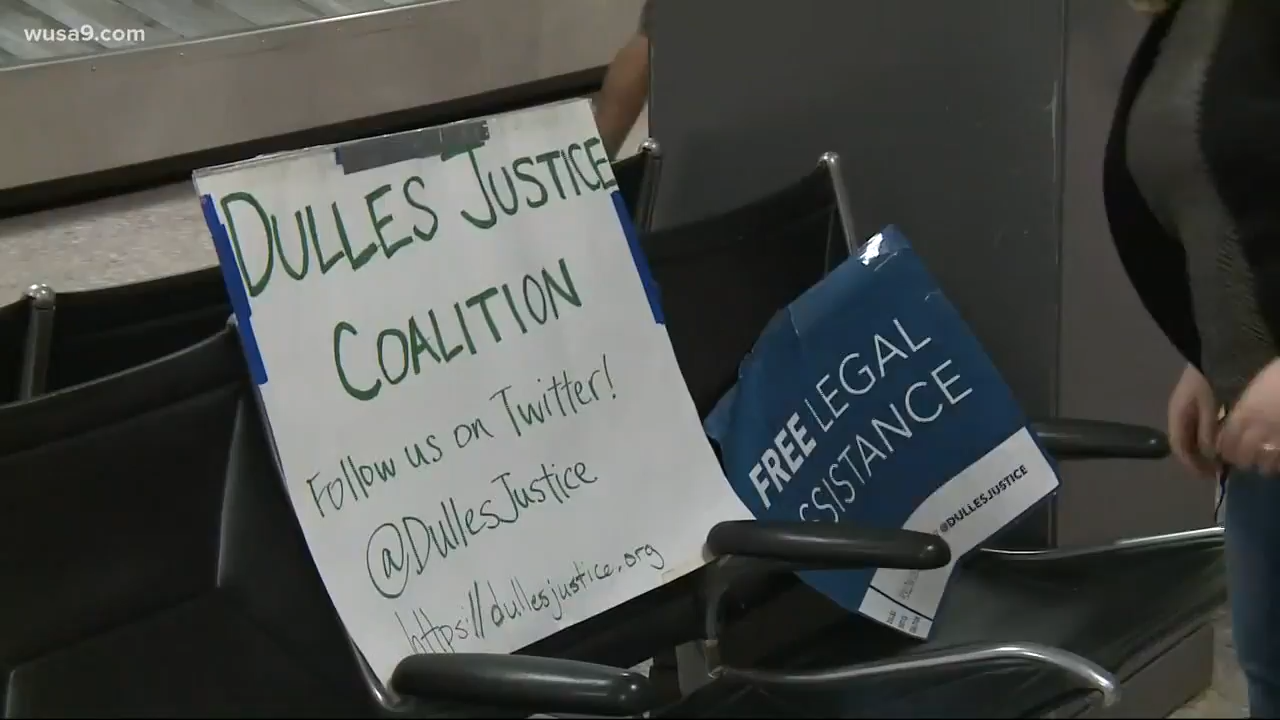 wusa9.com
DULLES JUSTICE
COALITION
Follow us on Twitter!
@DullesJustice
https://dullesjustice.org
FREE LEGAL
SSISTANCE
@DULLESJUSTICE